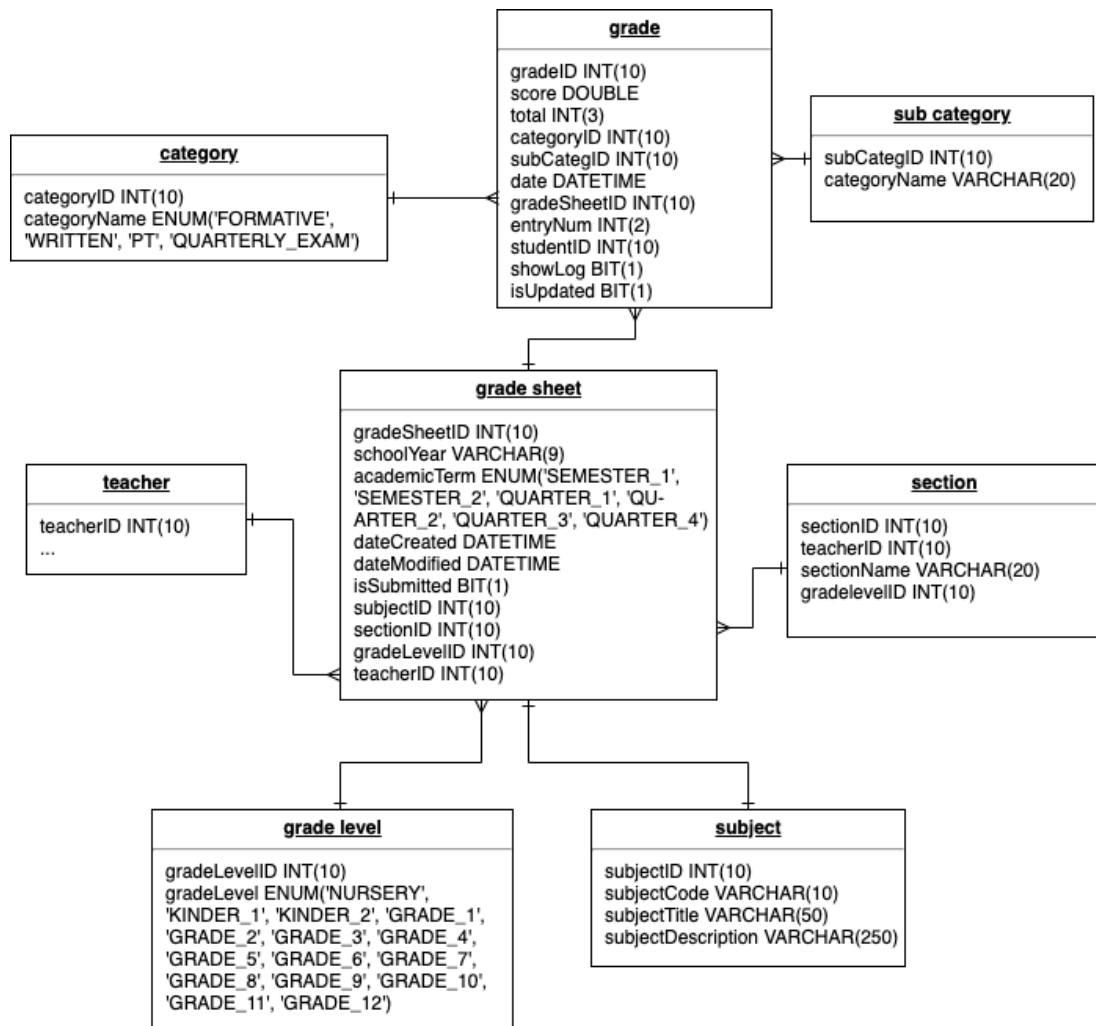 grade
gradeID INT(10)
score DOUBLE
total INT(3)
categoryID INT(10)
subCategID INT(10)
date DATETIME
gradeSheetID INT(10)
entryNum INT(2)
studentID INT(10)
showLog BIT(1)
isUpdated BIT(1)
category
categoryID INT(10)
categoryName ENUM('FORMATIVE',
'WRITTEN', 'PT', 'QUARTERLY_EXAM')
sub category
subCategID INT(10)
categoryName VARCHAR(20)
grade sheet
gradeSheetID INT(10)
schoolYear VARCHAR(9)
academicTerm ENUM('SEMESTER_1',
'SEMESTER_2', 'QUARTER_1', 'QU-
ARTER_2', 'QUARTER_3', 'QUARTER_4')
dateCreated DATETIME
dateModified DATETIME
isSubmitted BIT(1)
subjectID INT(10)
sectionID INT(10)
gradeLevelID INT(10)
teacherID INT(10)
teacher
teacherID INT(10)
...
section
sectionID INT(10)
teacherID INT(10)
sectionName VARCHAR(20)
gradelevelID INT(10)
grade level
gradeLevelID INT(10)
gradeLevel ENUM('NURSERY',
'KINDER_1', 'KINDER_2', 'GRADE_1',
'GRADE_2', 'GRADE_3', 'GRADE_4',
'GRADE_5', 'GRADE_6', 'GRADE_7',
'GRADE_8', 'GRADE_9', 'GRADE_10',
'GRADE_11', 'GRADE_12')
subject
subjectID INT(10)
subjectCode VARCHAR(10)
subjectTitle VARCHAR(50)
subjectDescription VARCHAR(250)